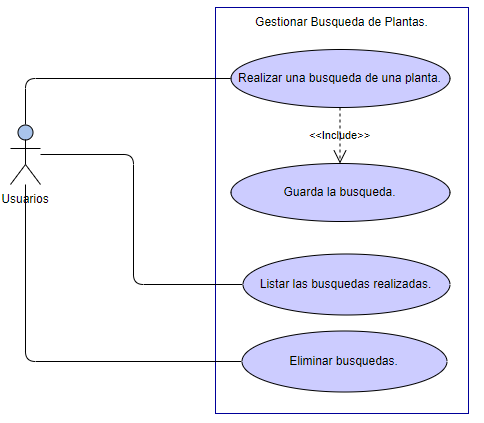 Gestionar Busqueda de Plantas.
Realizar una busqueda de una planta.
<<Include>>
Guarda la busqueda.
Usuarios
Listar las busquedas realizadas.
Eliminar busquedas.